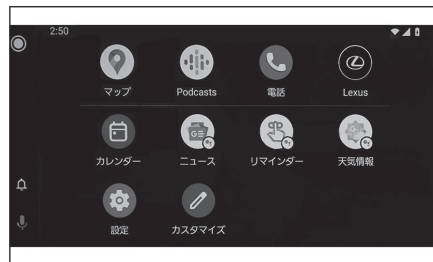 2:50
マップ
Podcasts
電話
Lexus
カレンダー
ニュース
リマインダー
天気情報
設定
カスタマイズ